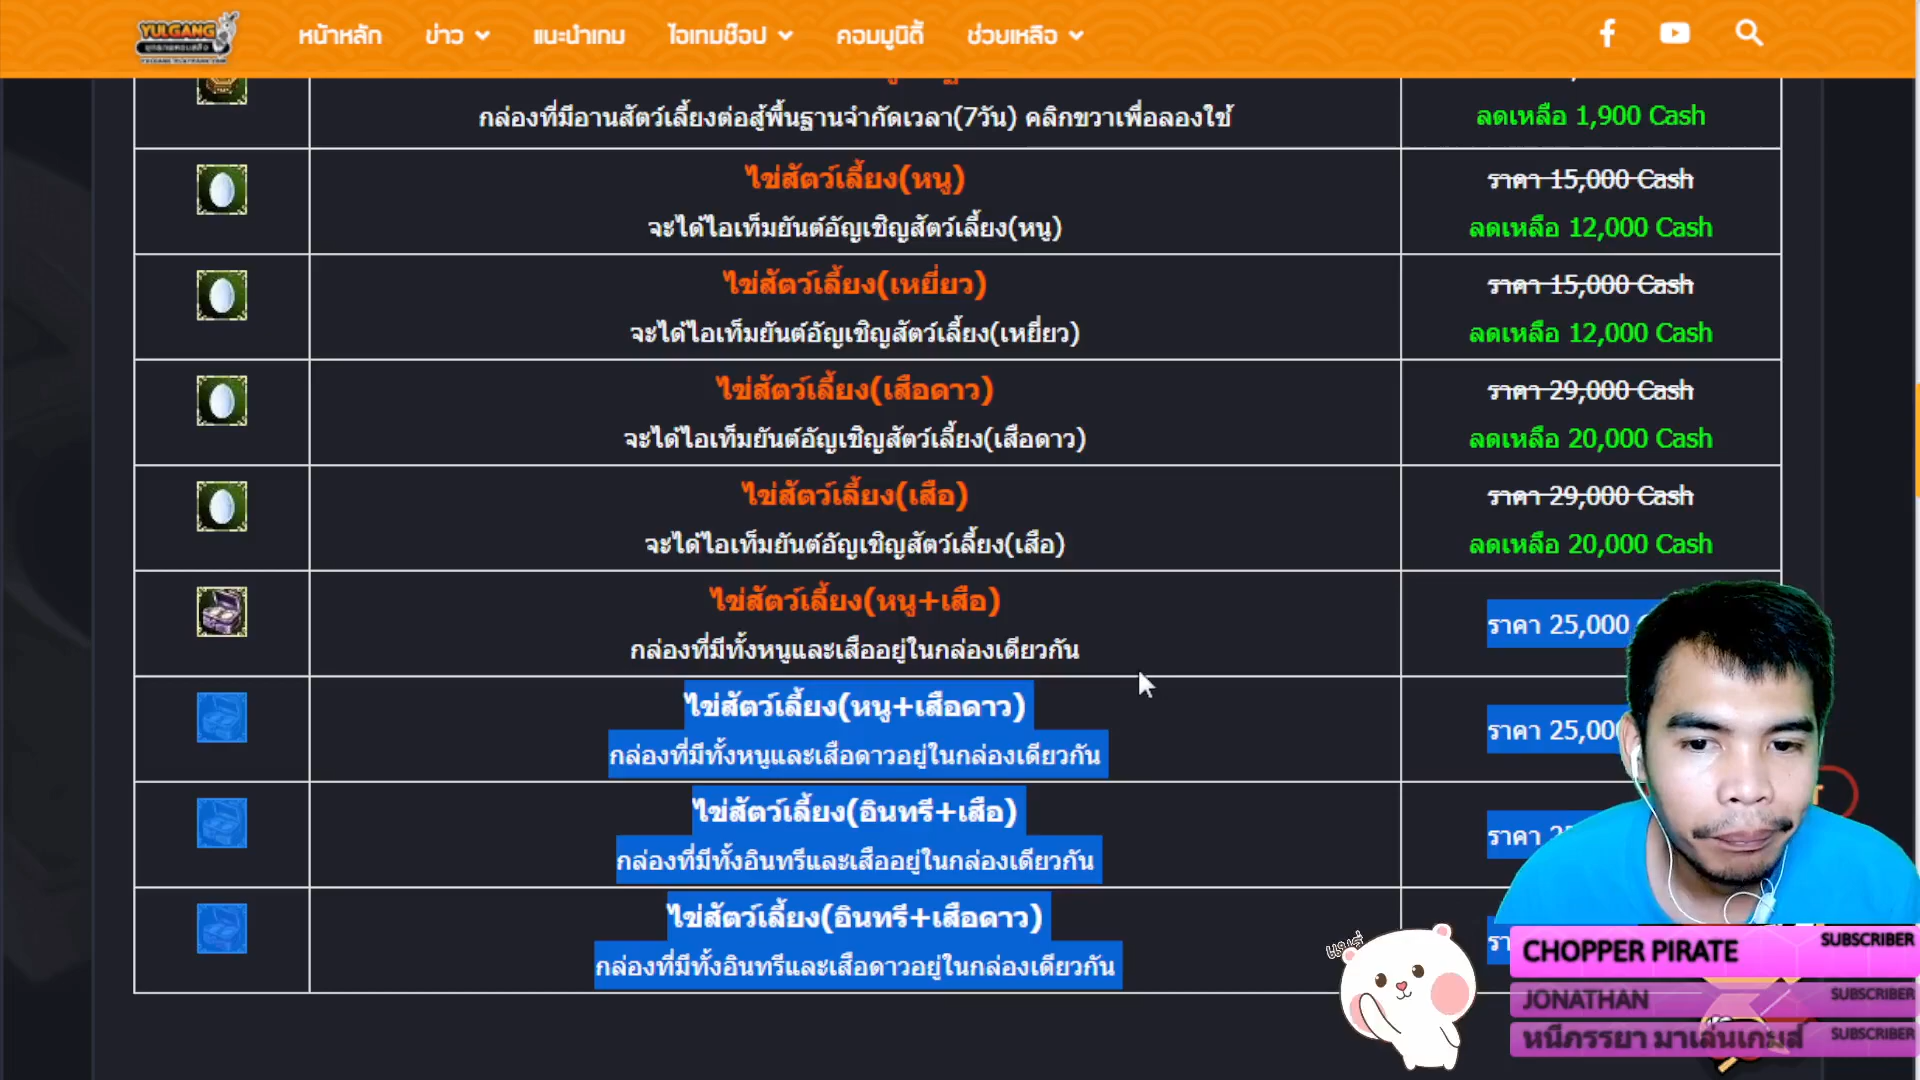 YULGANG
หน้าหลัก ข่าว แนะนำเกม ไอเทมช็อป คอมมูนิตี้ ช่วยเหลือ
กล่องที่มีอานสัตว์เลี้ยงต่อสู้พื้นฐานจำกัดเวลา(7วัน) คลิกขวาเพื่อลองใช้
ลดเหลือ 1,900 Cash
ไข่สัตว์เลี้ยง(หนู)
ราคา 15,000 Cash
จะได้ไอเท็มยันต์อัญเชิญสัตว์เลี้ยง(หนู)
ลดเหลือ 12,000 Cash
ไข่สัตว์เลี้ยง(เหยี่ยว)
ราคา 15,000 Cash
จะได้ไอเท็มยันต์อัญเชิญสัตว์เลี้ยง(เหยี่ยว)
ลดเหลือ 12,000 Cash
ไข่สัตว์เลี้ยง(เสือดาว)
ราคา 29,000 Cash
จะได้ไอเท็มยันต์อัญเชิญสัตว์เลี้ยง(เสือดาว)
ลดเหลือ 20,000 Cash
ไข่สัตว์เลี้ยง(เสือ)
ราคา 29,000 Cash
จะได้ไอเท็มยันต์อัญเชิญสัตว์เลี้ยง(เสือ)
ลดเหลือ 20,000 Cash
ไข่สัตว์เลี้ยง(หนู+เสือ)
ราคา 25,000
กล่องที่มีทั้งหนูและเสืออยู่ในกล่องเดียวกัน
ไข่สัตว์เลี้ยง(หนู+เสือดาว)
ราคา 25,000
กล่องที่มีทั้งหนูและเสือดาวอยู่ในกล่องเดียวกัน
ไข่สัตว์เลี้ยง(อินทรี+เสือ)
ราคา
กล่องที่มีทั้งอินทรีและเสืออยู่ในกล่องเดียวกัน
ไข่สัตว์เลี้ยง(อินทรี+เสือดาว)
กล่องที่มีทั้งอินทรีและเสือดาวอยู่ในกล่องเดียวกัน
CHOPPER PIRATE SUBSCRIBER
JONATHAN SUBSCRIBER
หนีภรรยา มาเล่นเกมส์ SUBSCRIBER